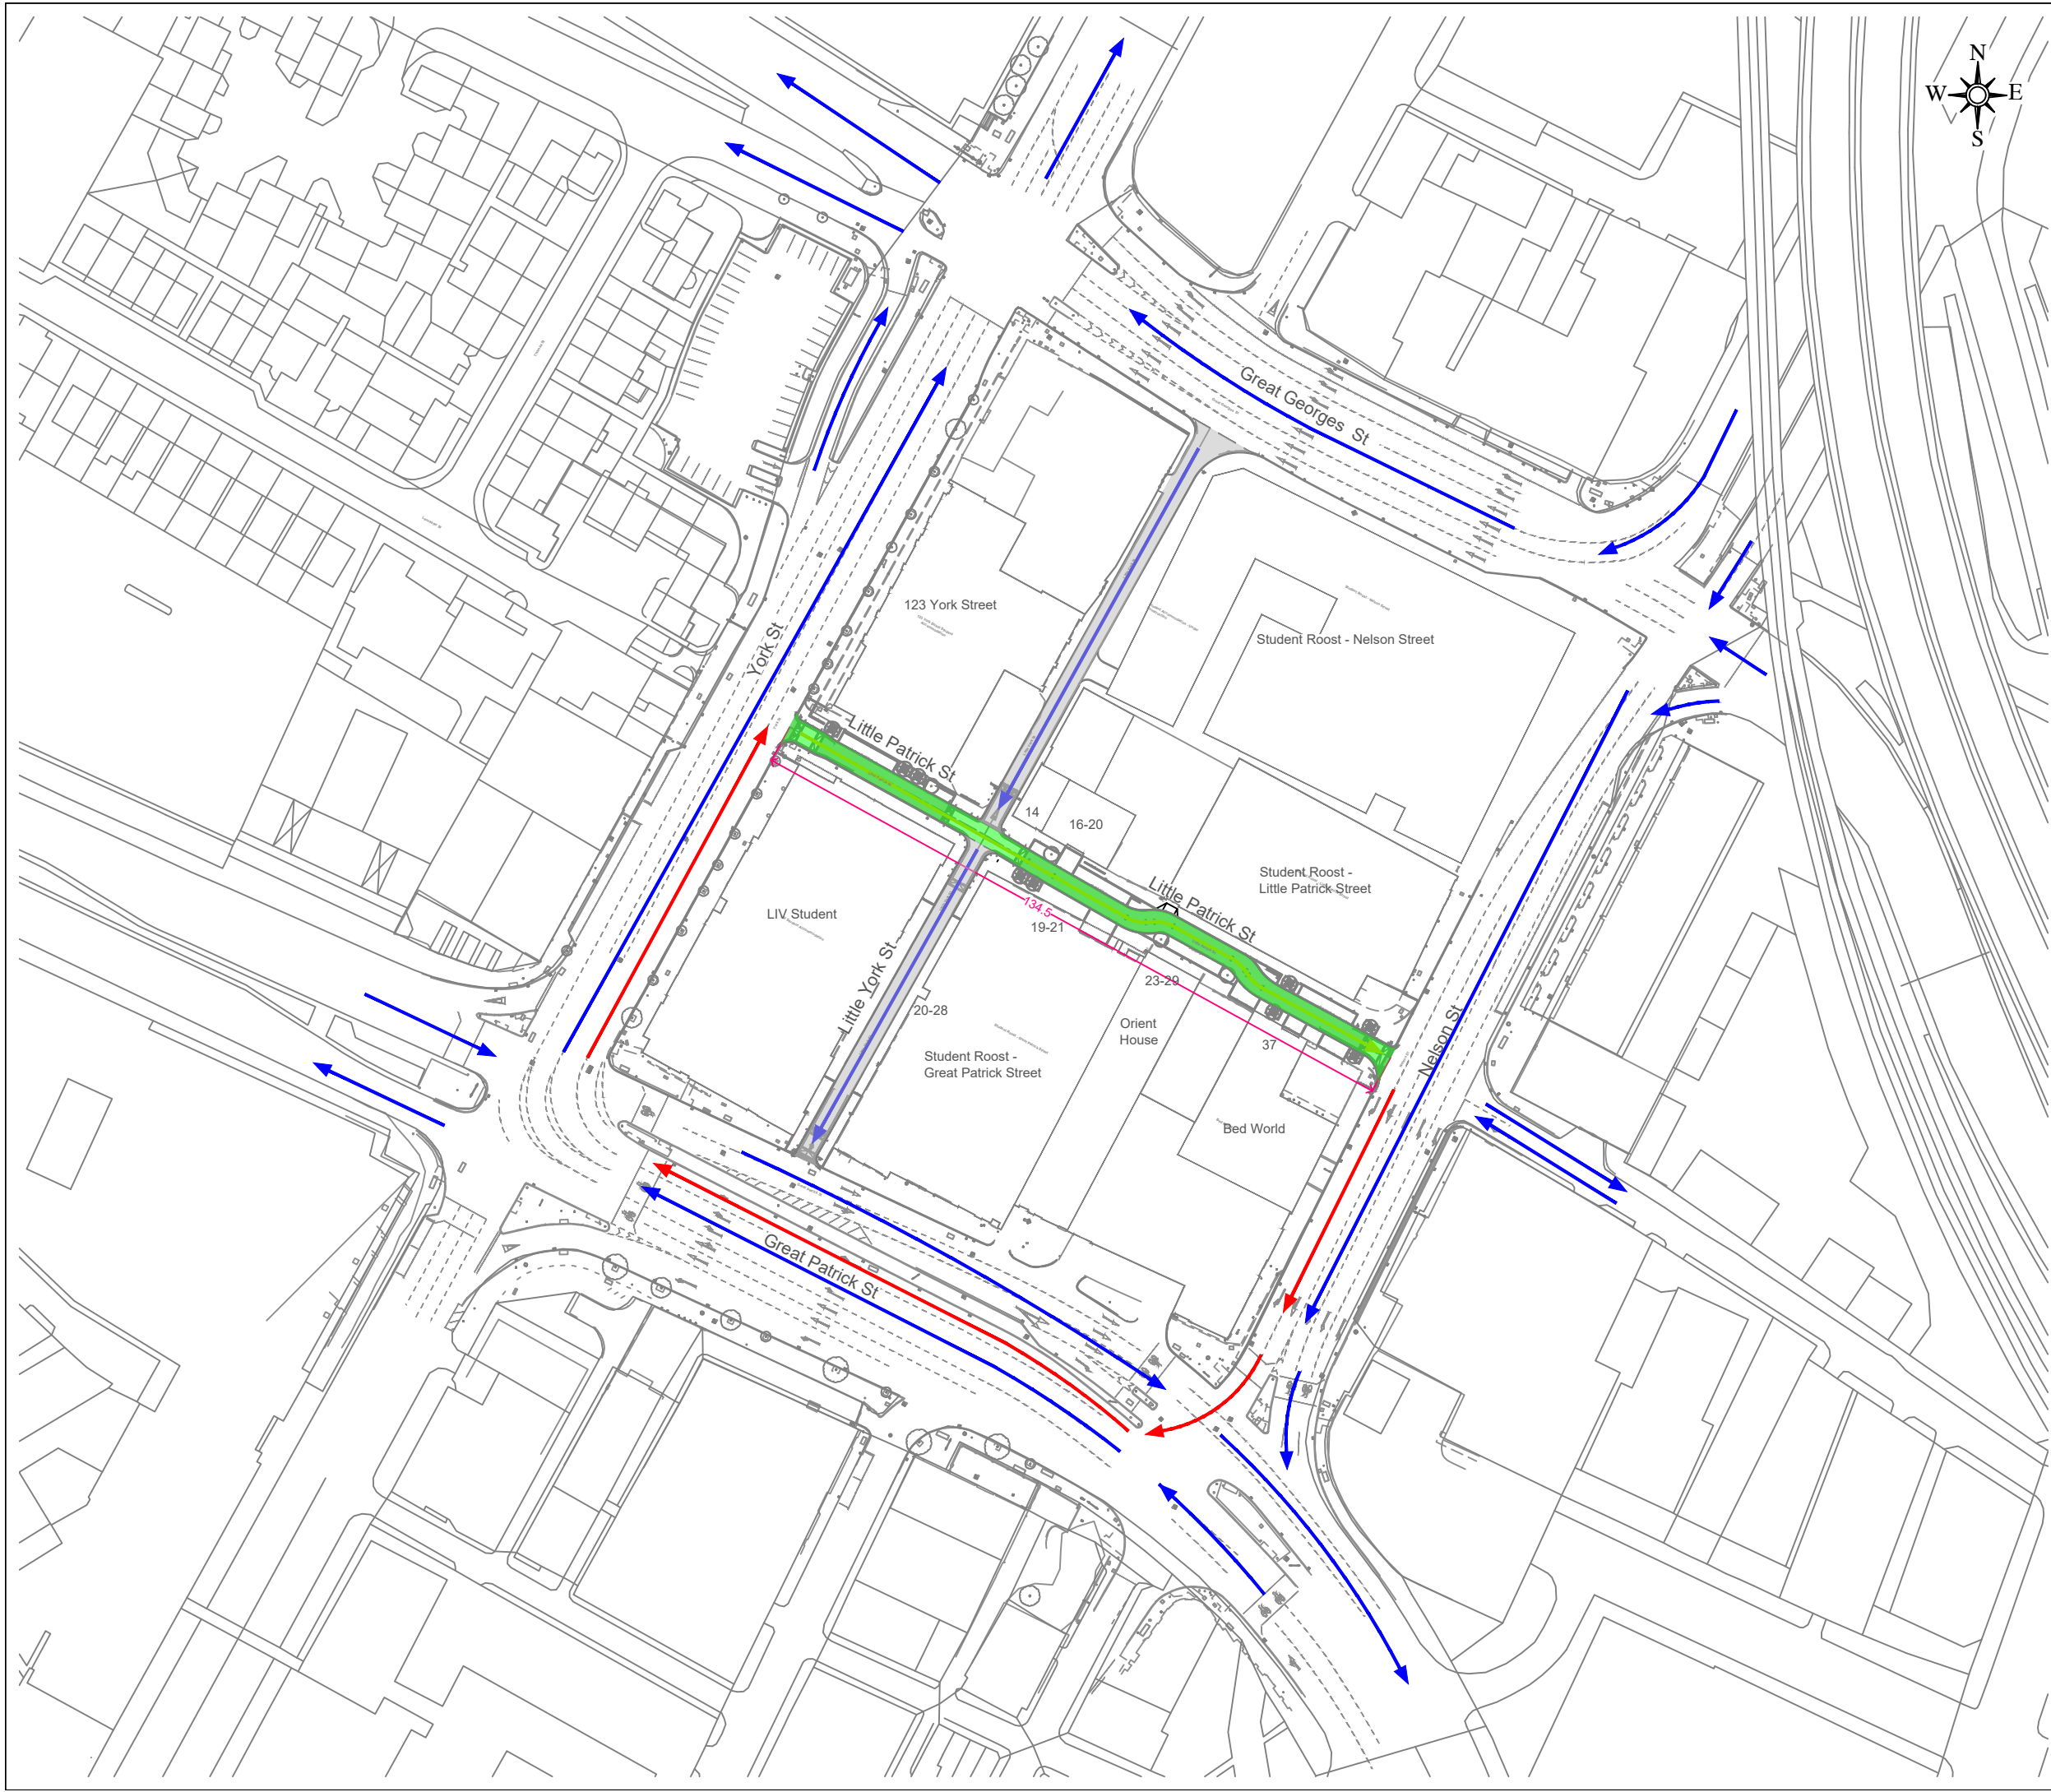 N
W E
S
Great Georges St
123 York Street
Student Roost - Nelson Street
York St
Little Patrick St
14
16-20
Student Roost -
Little Patrick Street
Little Patrick St
134.5
LIV Student
19-21
23-29
Little York St
20-28
Orient
House
Nelson St
37
Student Roost -
Great Patrick Street
Bed World
Great Patrick St